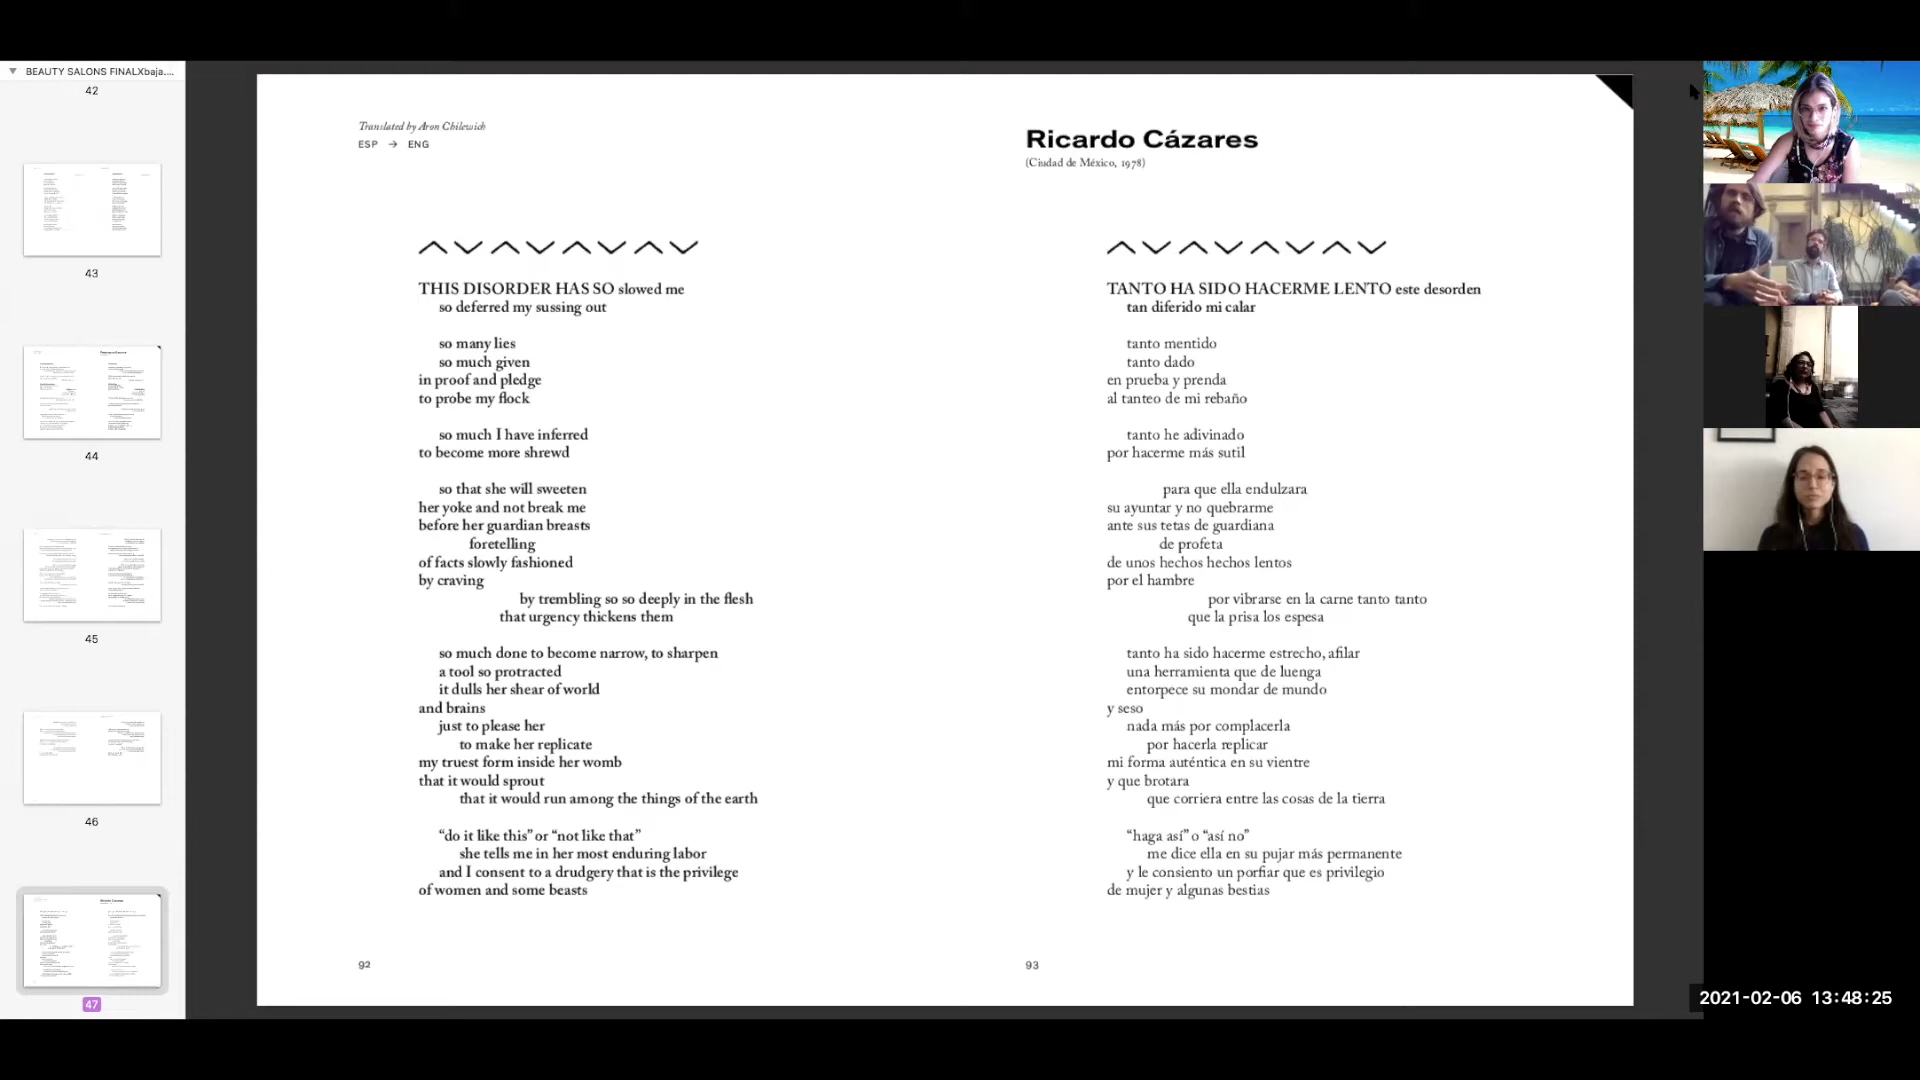 BEAUTY SALONS FINALXbaja....
42
43
44
45
46
47
Translated by Aron Chilewich
ESP → ENG
THIS DISORDER HAS SO slowed me
so deferred my sussing out
so many lies
so much given
in proof and pledge
to probe my flock
so much I have inferred
to become more shrewd
so that she will sweeten
her yoke and not break me
before her guardian breasts
foretelling
of facts slowly fashioned
by craving
by trembling so so deeply in the flesh
that urgency thickens them
so much done to become narrow, to sharpen
a tool so protracted
it dulls her shear of world
and brains
just to please her
to make her replicate
my truest form inside her womb
that it would sprout
that it would run among the things of the earth
“do it like this” or “not like that”
she tells me in her most enduring labor
and I consent to a drudgery that is the privilege
of women and some beasts
92
Ricardo Cázares
(Ciudad de México, 1978)
TANTO HA SIDO HACERME LENTO este desorden
tan diferido mi calar
tanto mentido
tanto dado
en prueba y prenda
al tanteo de mi rebaño
tanto he adivinado
por hacerme más sutil
para que ella endulzara
su ayuntar y no quebrarme
ante sus tetas de guardiana
de profeta
de unos hechos hechos lentos
por el hambre
por vibrarse en la carne tanto tanto
que la prisa los espesa
tanto ha sido hacerme estrecho, afilar
una herramienta que de luenga
entorpece su mondar de mundo
y seso
nada más por complacerla
por hacerla replicar
mi forma auténtica en su vientre
y que brotara
que corriera entre las cosas de la tierra
“haga así” o “así no”
me dice ella en su pujar más permanente
y le consiento un porfiar que es privilegio
de mujer y algunas bestias
93
2021-02-06 13:48:25